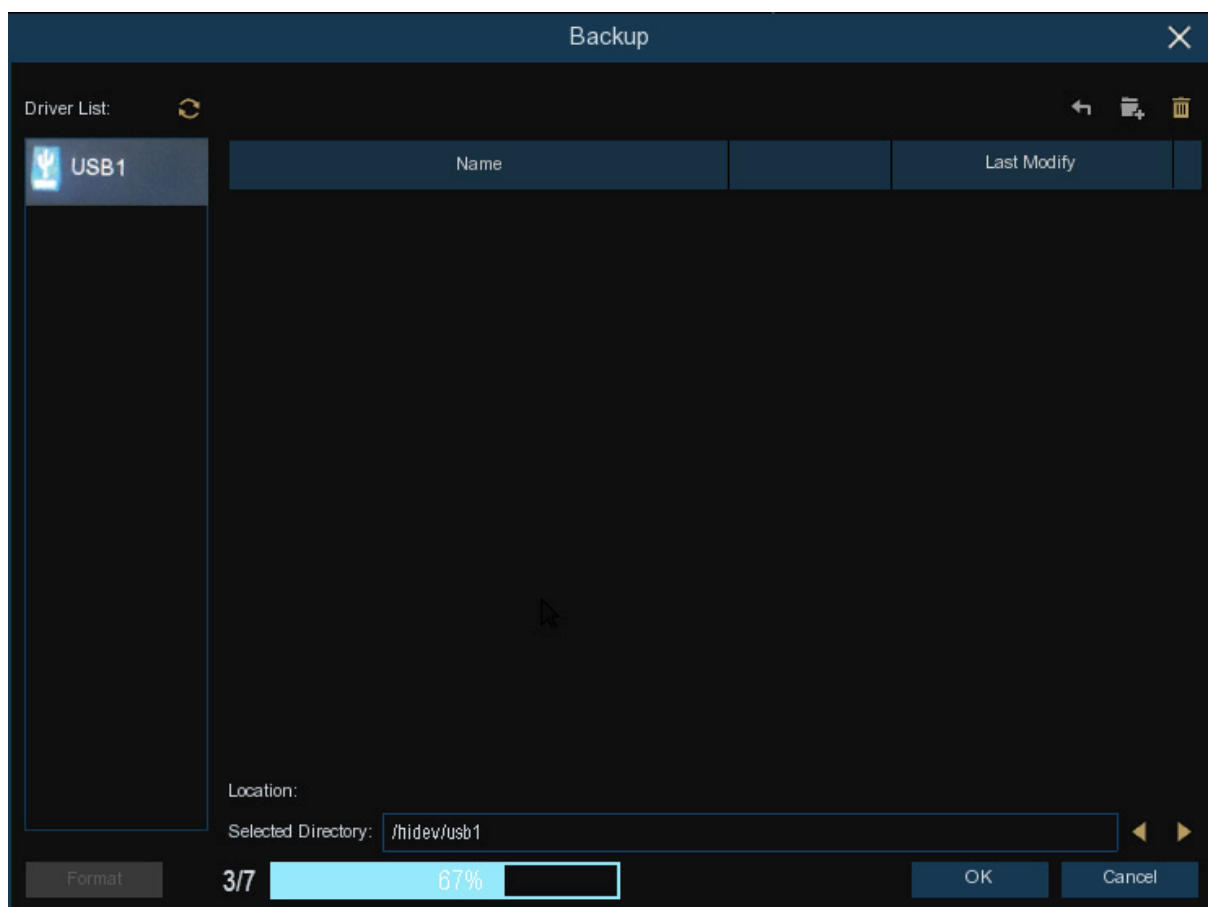 Backup
Driver List:
USB1
Name
Last Modify
Location:
Selected Directory: /hidev/usb1
Format
3/7
67%
OK
Cancel